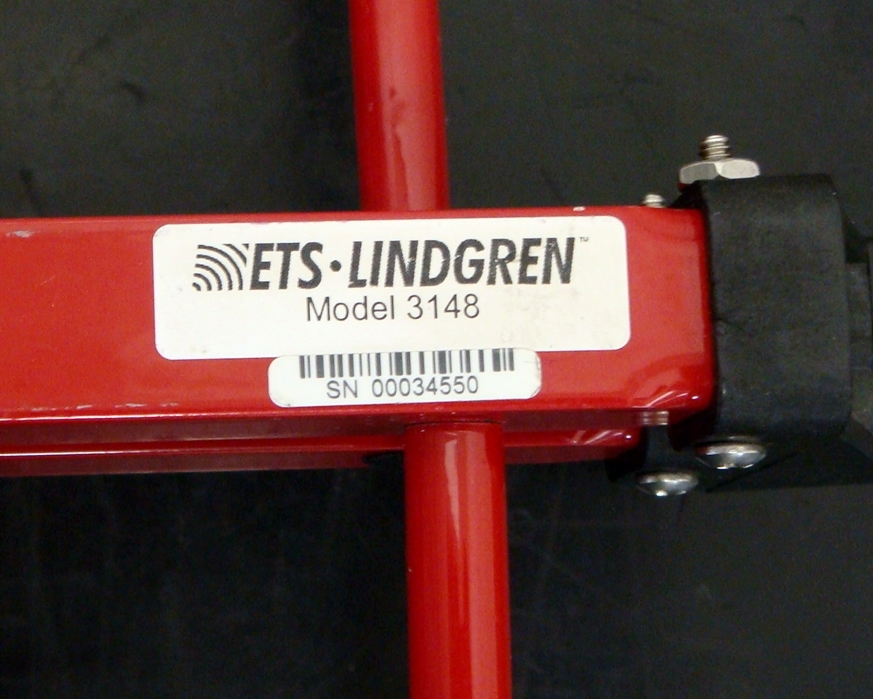 ETS·LINDGREN™
Model 3148
SN 00034550